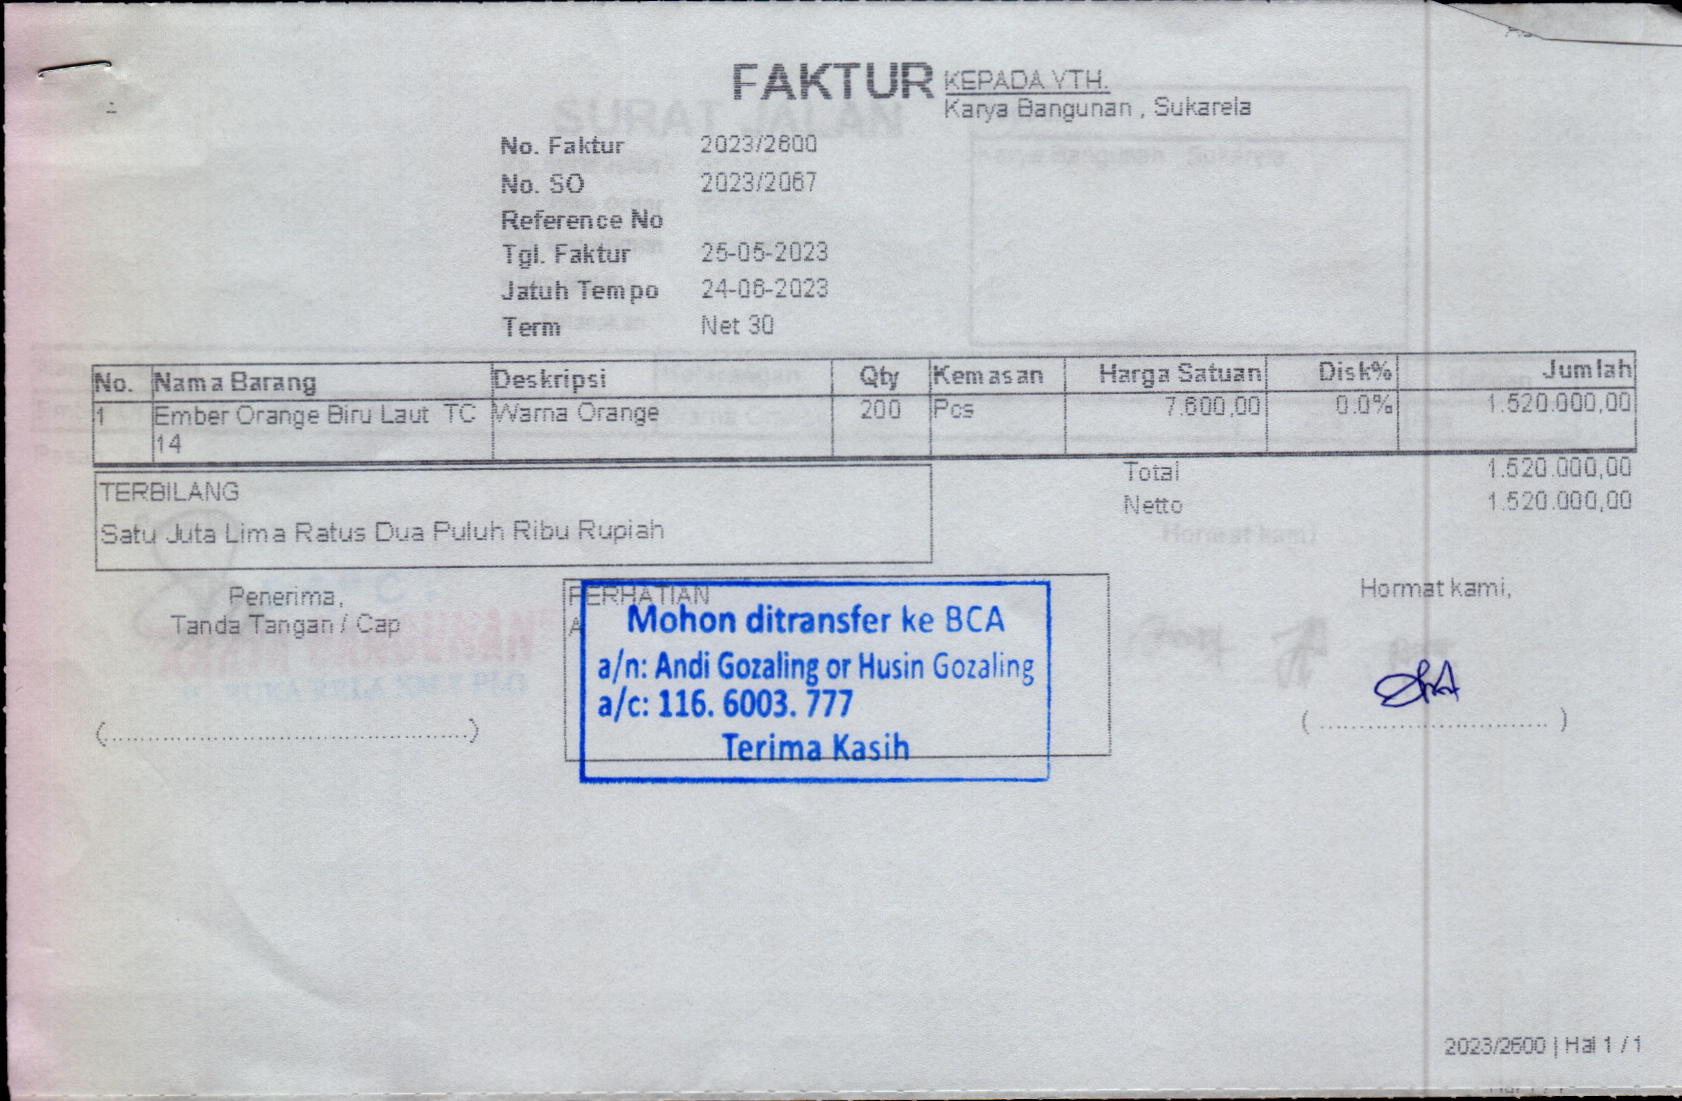 FAKTUR
KEPADA YTH.
Karya Bangunan , Sukarela
No. Faktur 2023/2600
No. SO 2023/2067
Reference No
Tgl. Faktur 25-05-2023
Jatuh Tempo 24-06-2023
Term Net 30
No. Nama Barang Deskripsi Qty Kemasan Harga Satuan Disk% Jumlah
1 Ember Orange Biru Laut TC Warna Orange 200 Pcs 7.600,00 0.0% 1.520.000,00
14
Total 1.520.000,00
Netto 1.520.000,00
TERBILANG
Satu Juta Lima Ratus Dua Puluh Ribu Rupiah
Penerima,
Tanda Tangan / Cap
(...............................................)
PERHATIAN
Mohon ditransfer ke BCA
a/n: Andi Gozaling or Husin Gozaling
a/c: 116. 6003. 777
Terima Kasih
Hormat kami,
( ............................ )
2023/2600 | Hal 1 / 1
SURAT JALAN